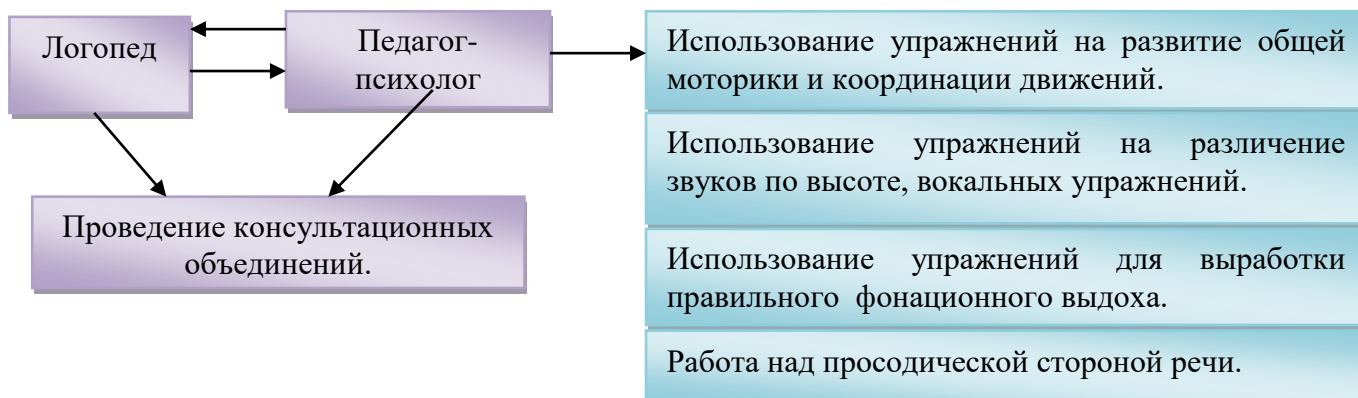 Логопед
Педагог-
психолог
Проведение консультационных
объединений.
Использование упражнений на развитие общей
моторики и координации движений.
Использование упражнений на различение
звуков по высоте, вокальных упражнений.
Использование упражнений для выработки
правильного фонационного выдоха.
Работа над просодической стороной речи.